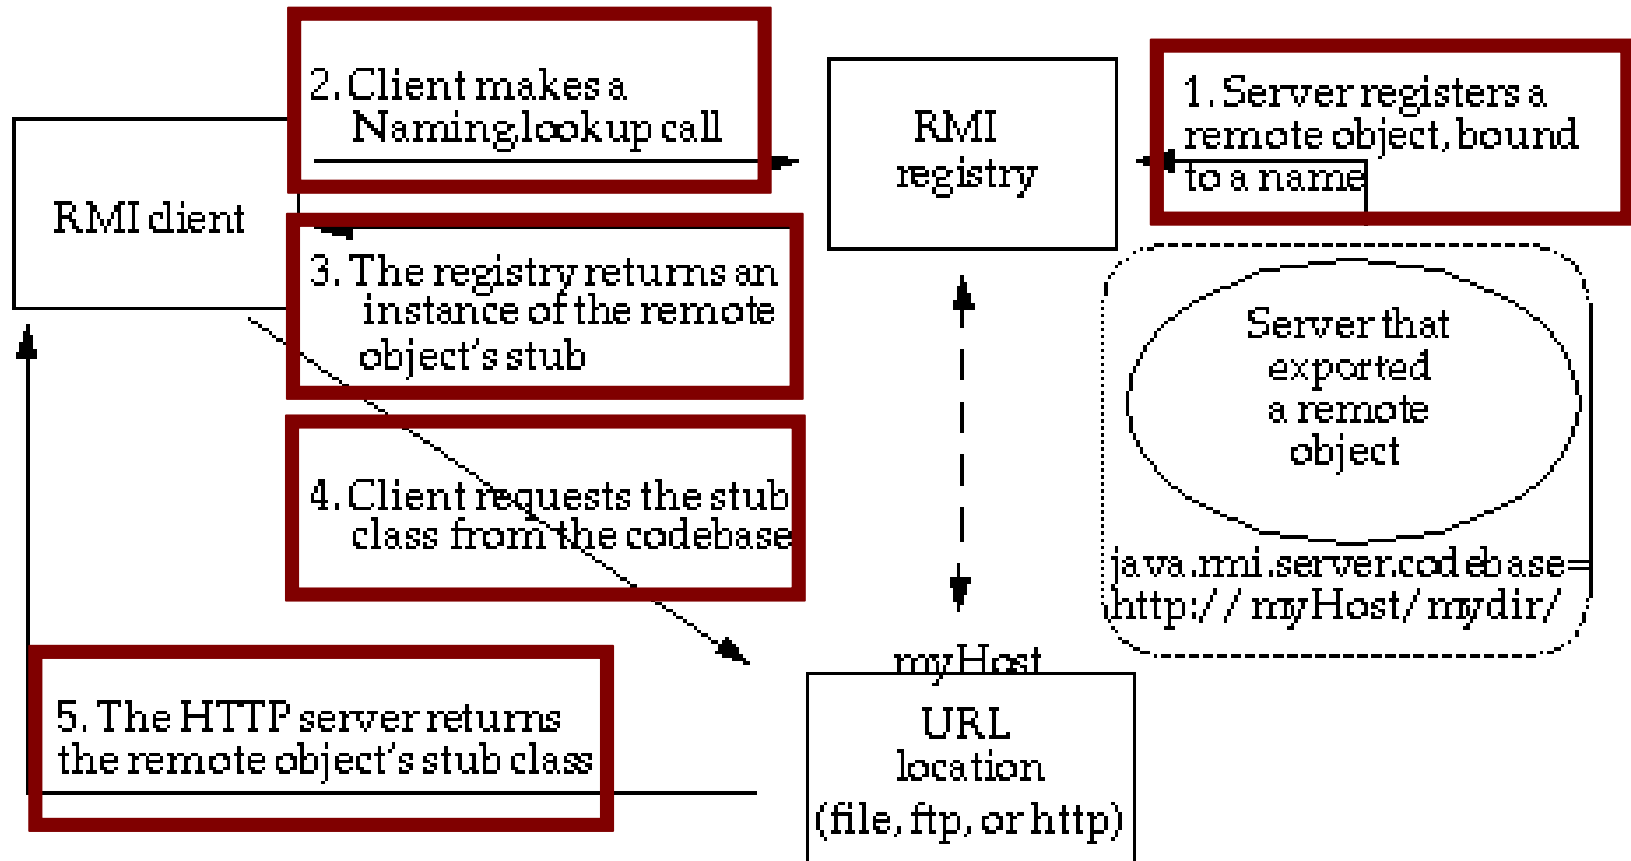 2. Client makes a
Naming.lookup call
RMI
registry
1. Server registers a
remote object, bound
to a name
RMI client
3. The registry returns an
instance of the remote
object's stub
Server that
exported
a remote
object
4. Client requests the stub
class from the codebase
java.rmi.server.codebase=
http://myHost/mydir/
myHost
5. The HTTP server returns
the remote object's stub class
URL
location
(file, ftp, or http)